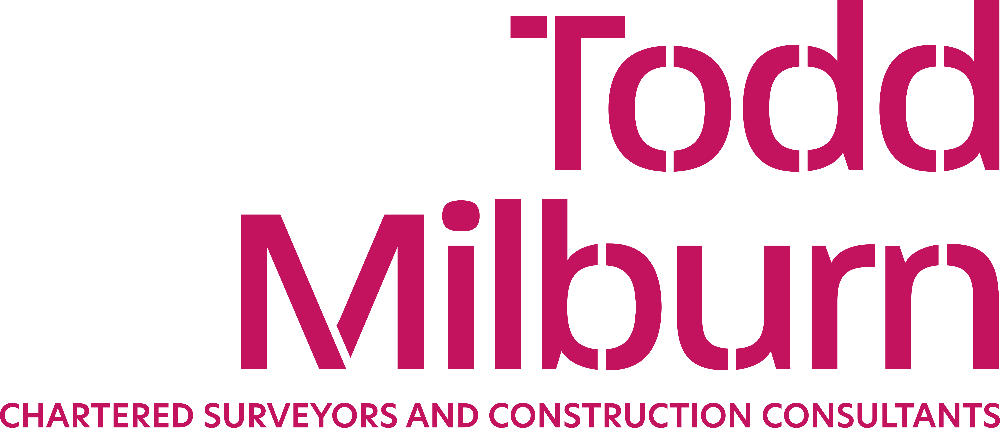 Todd
Milburn
CHARTERED SURVEYORS AND CONSTRUCTION CONSULTANTS